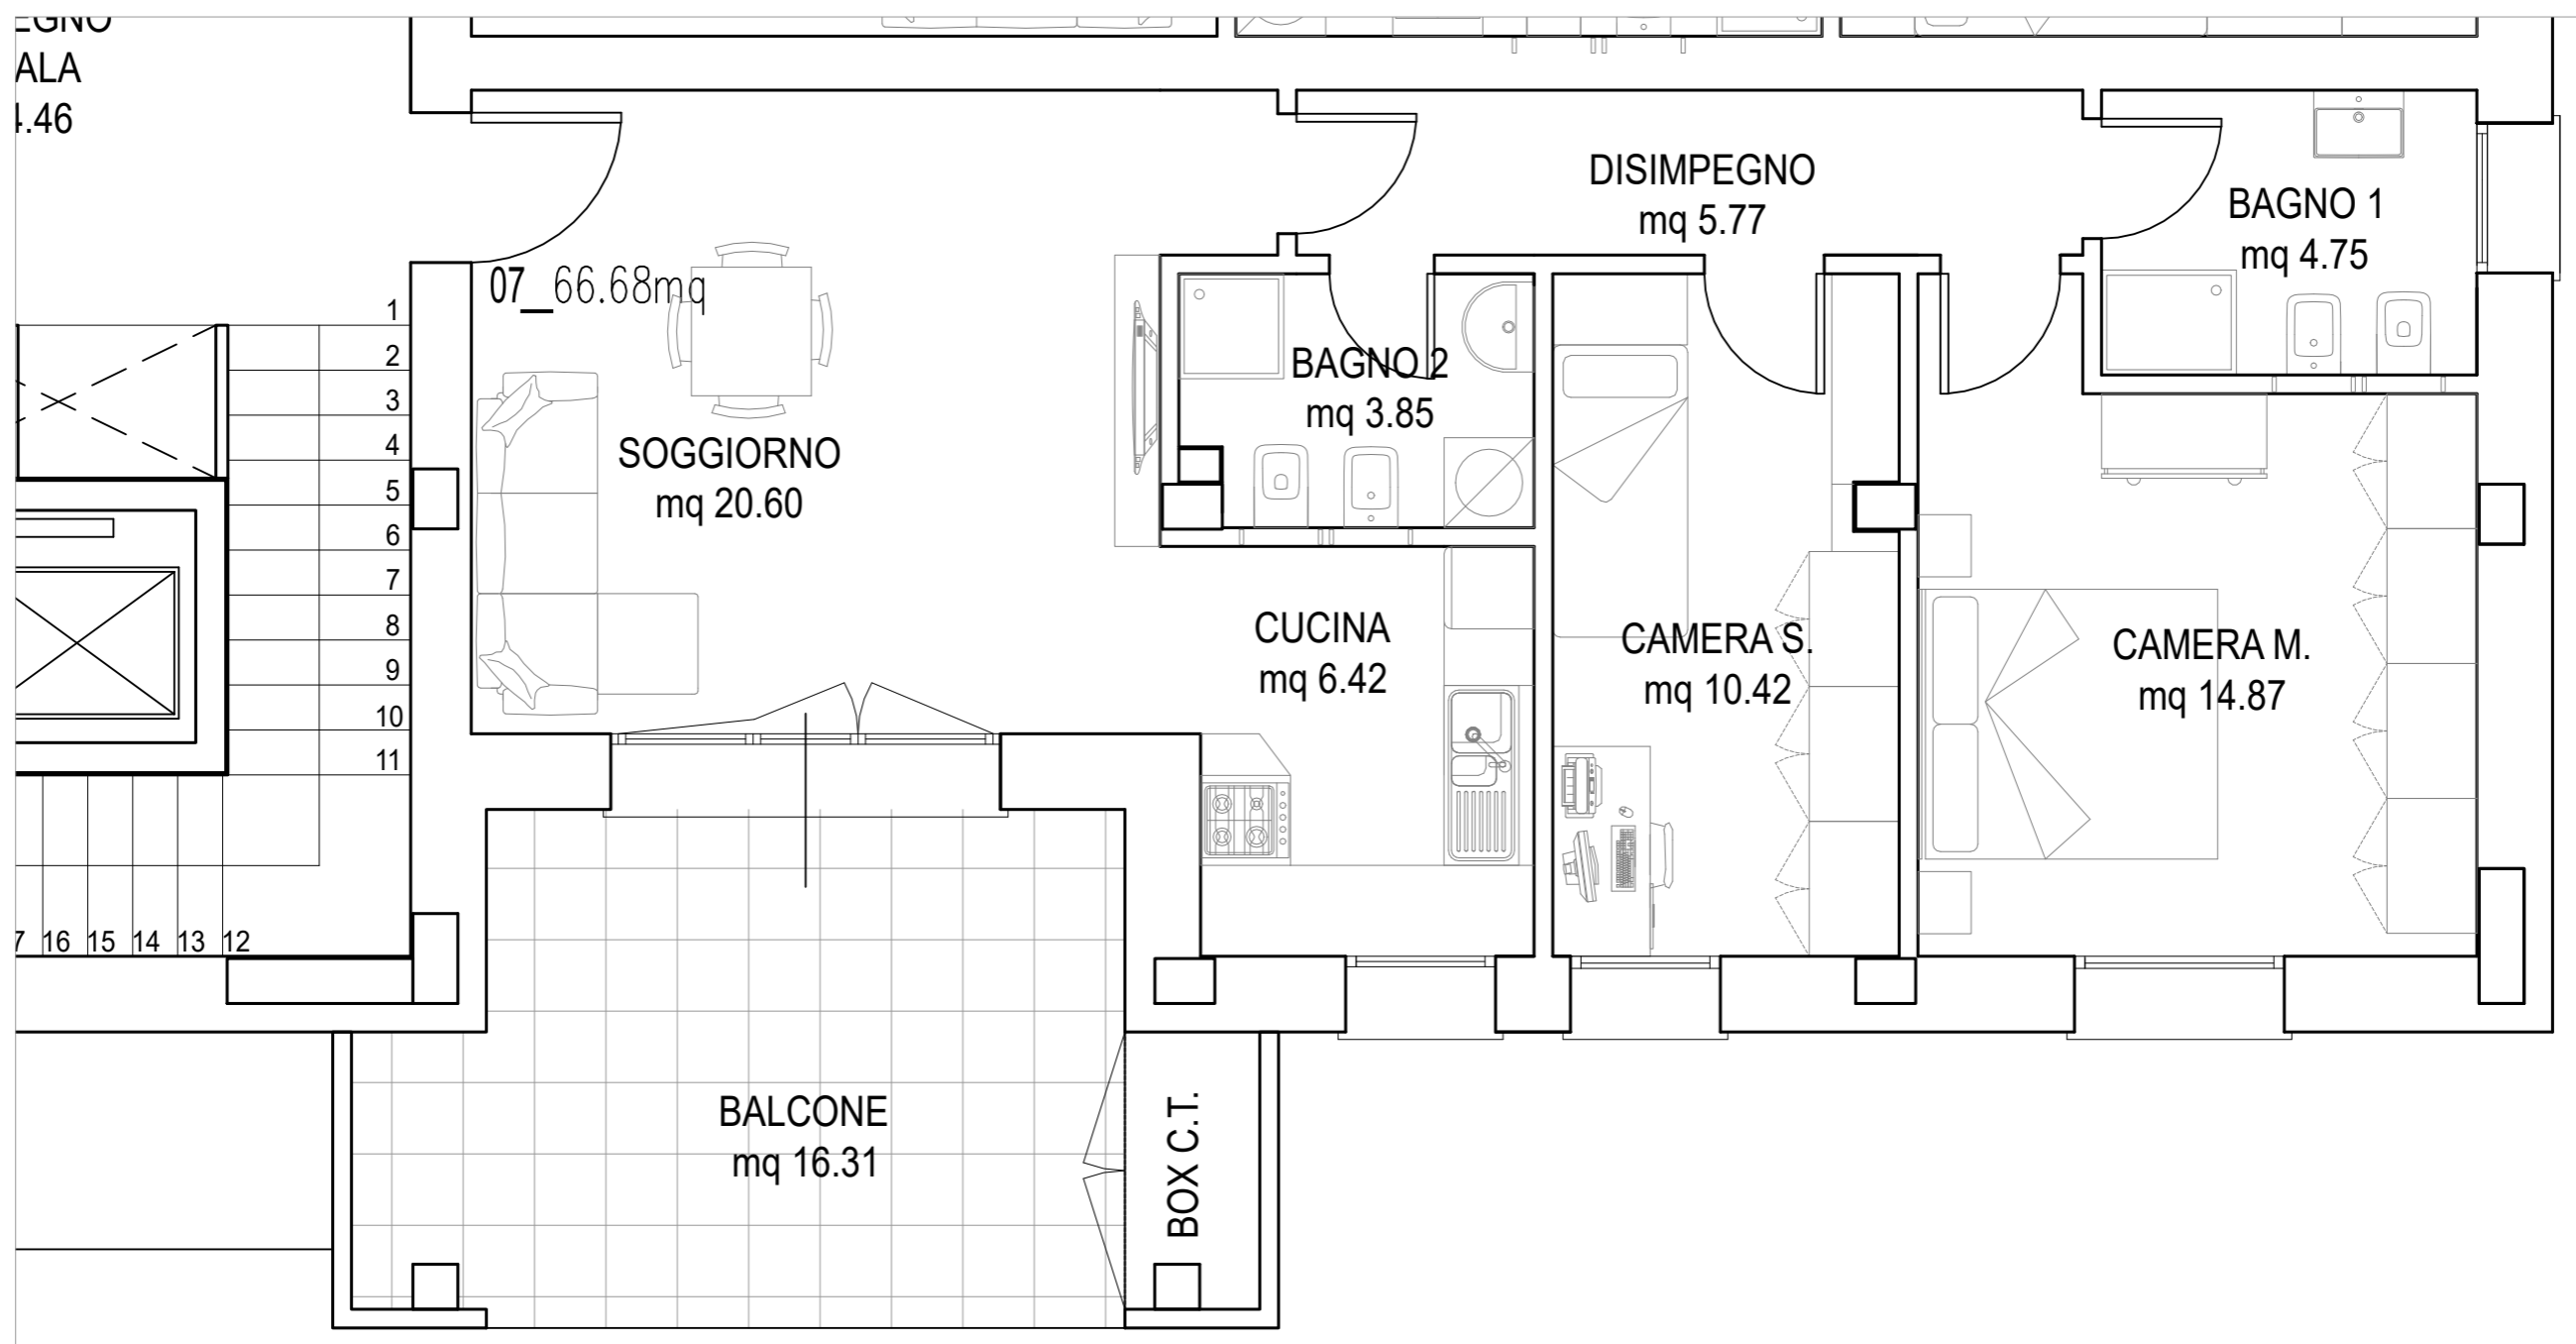 EGNO
ALA
4.46
DISIMPEGNO
mq 5.77
BAGNO 1
mq 4.75
07_66.68mq
BAGNO 2
mq 3.85
SOGGIORNO
mq 20.60
CUCINA
mq 6.42
CAMERA S.
mq 10.42
CAMERA M.
mq 14.87
1
2
3
4
5
6
7
8
9
10
11
7 16 15 14 13 12
BALCONE
mq 16.31
BOX C.T.